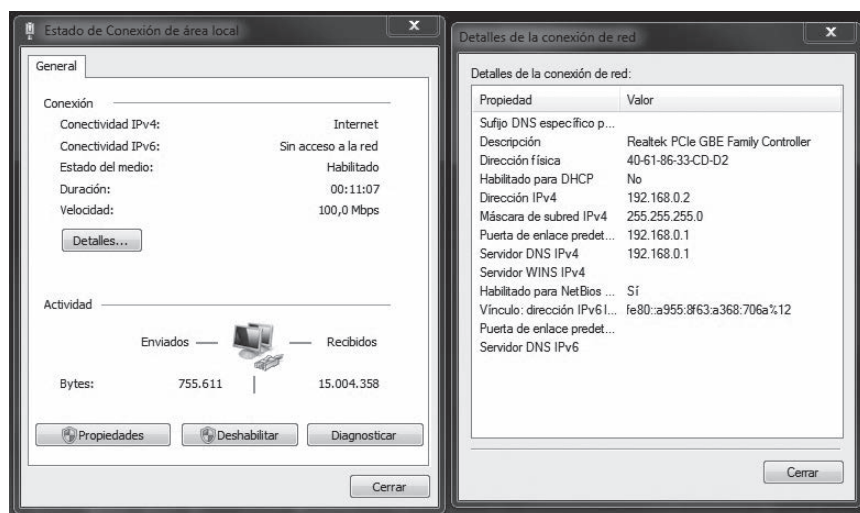 Estado de Conexión de área local
x
General
Conexión
Conectividad IPv4: Internet
Conectividad IPv6: Sin acceso a la red
Estado del medio: Habilitado
Duración: 00:11:07
Velocidad: 100,0 Mbps
Detalles...
Actividad
Enviados Recibidos
Bytes: 755.611 15.004.358
Propiedades Deshabilitar Diagnosticar
Cerrar
Detalles de la conexión de red
x
Detalles de la conexión de red:
Propiedad Valor
Sufijo DNS específico p...
Descripción Realtek PCIe GBE Family Controller
Dirección física 40-61-86-33-CD-D2
Habilitado para DHCP No
Dirección IPv4 192.168.0.2
Máscara de subred IPv4 255.255.255.0
Puerta de enlace predet... 192.168.0.1
Servidor DNS IPv4 192.168.0.1
Servidor WINS IPv4
Habilitado para NetBios ... Sí
Vínculo: dirección IPv6 l... fe80::a955:8f63:a368:706a%12
Puerta de enlace predet...
Servidor DNS IPv6
Cerrar